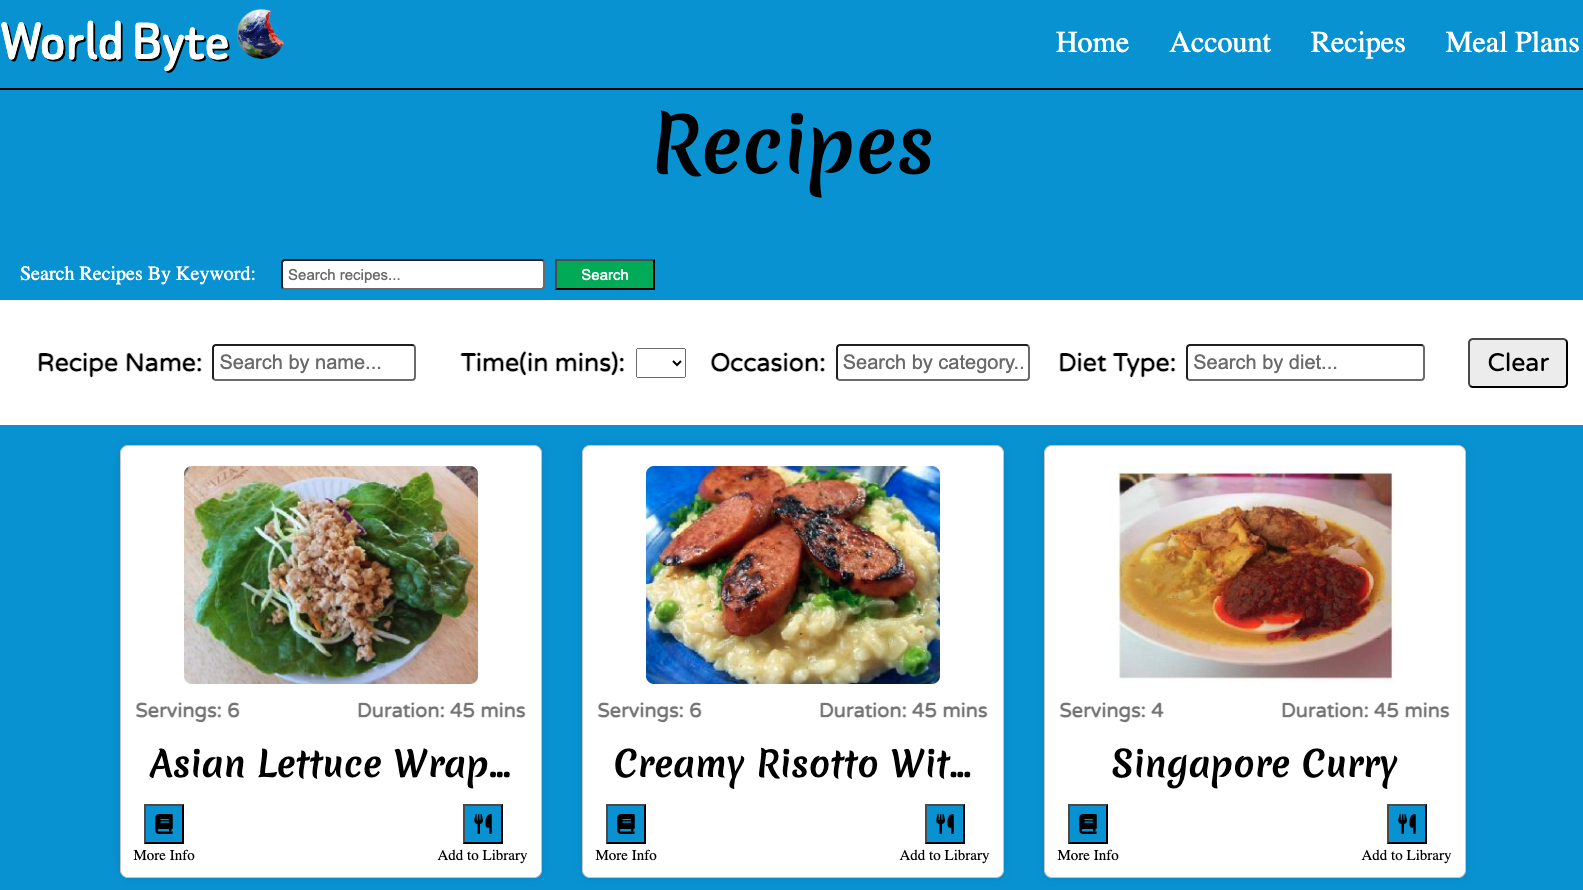 World Byte
Home Account Recipes Meal Plans
Recipes
Search Recipes By Keyword: Search recipes... Search
Recipe Name: Search by name... Time(in mins): Occasion: Search by category.. Diet Type: Search by diet... Clear
Servings: 6 Duration: 45 mins
Asian Lettuce Wrap...
More Info Add to Library
Servings: 6 Duration: 45 mins
Creamy Risotto Wit...
More Info Add to Library
Servings: 4 Duration: 45 mins
Singapore Curry
More Info Add to Library